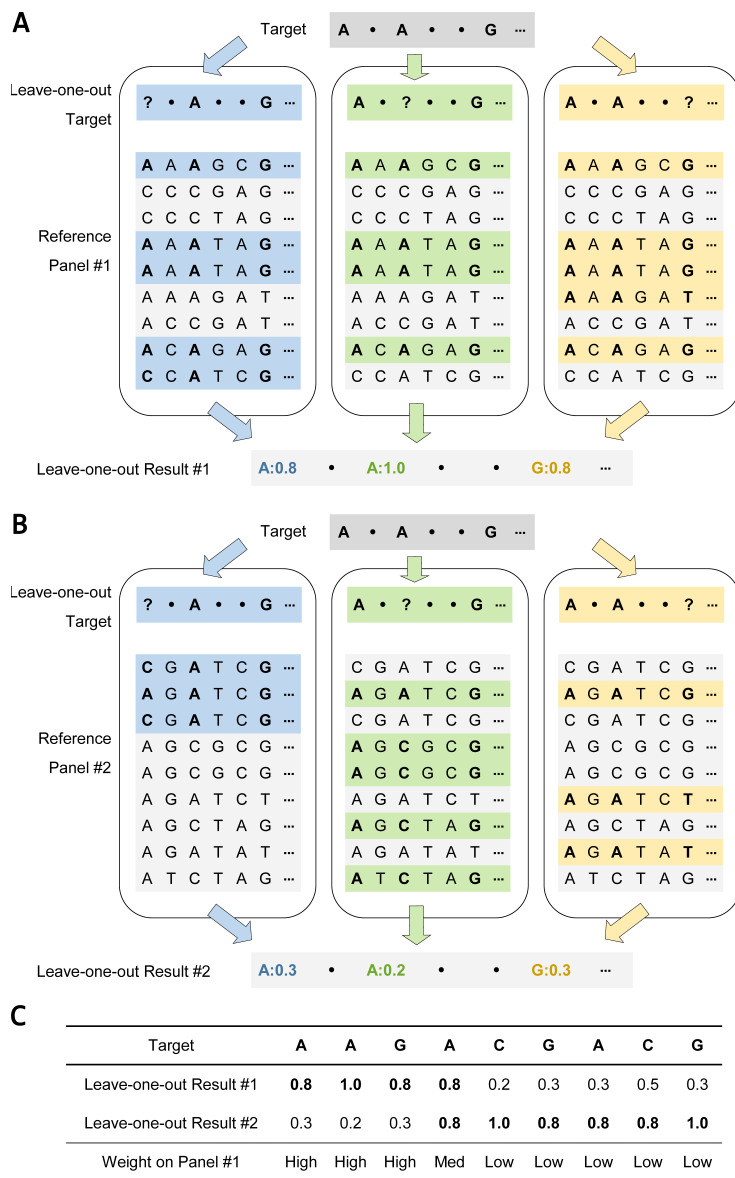 A
Target A • A • • G ...
Leave-one-out ? • A • • G ... A • ? • • G ... A • A • • ? ...
Target
A A A G C G ... A A A G C G ... A A A G C G ...
C C C G A G ... C C C G A G ... C C C G A G ...
C C C T A G ... C C C T A G ... C C C T A G ...
Reference A A A T A G ... A A A T A G ... A A A T A G ...
Panel #1 A A A T A G ... A A A T A G ... A A A T A G ...
A A A G A T ... A A A G A T ... A A A G A T ...
A C C G A T ... A C C G A T ... A C C G A T ...
A C A G A G ... A C A G A G ... A C A G A G ...
C C A T C G ... C C A T C G ... C C A T C G ...
Leave-one-out Result #1 A:0.8 • A:1.0 • • G:0.8 ...
B
Target A • A • • G ...
Leave-one-out ? • A • • G ... A • ? • • G ... A • A • • ? ...
Target
C G A T C G ... C G A T C G ... C G A T C G ...
A G A T C G ... A G A T C G ... A G A T C G ...
C G A T C G ... C G A T C G ... C G A T C G ...
Reference A G C G C G ... A G C G C G ... A G C G C G ...
Panel #2 A G C G C G ... A G C G C G ... A G C G C G ...
A G A T C T ... A G A T C T ... A G A T C T ...
A G C T A G ... A G C T A G ... A G C T A G ...
A G A T A T ... A G A T A T ... A G A T A T ...
A T C T A G ... A T C T A G ... A T C T A G ...
Leave-one-out Result #2 A:0.3 • A:0.2 • • G:0.3 ...
C
Target A A G A C G A C G
Leave-one-out Result #1 0.8 1.0 0.8 0.8 0.2 0.3 0.3 0.5 0.3
Leave-one-out Result #2 0.3 0.2 0.3 0.8 1.0 0.8 0.8 0.8 1.0
Weight on Panel #1 High High High Med Low Low Low Low Low